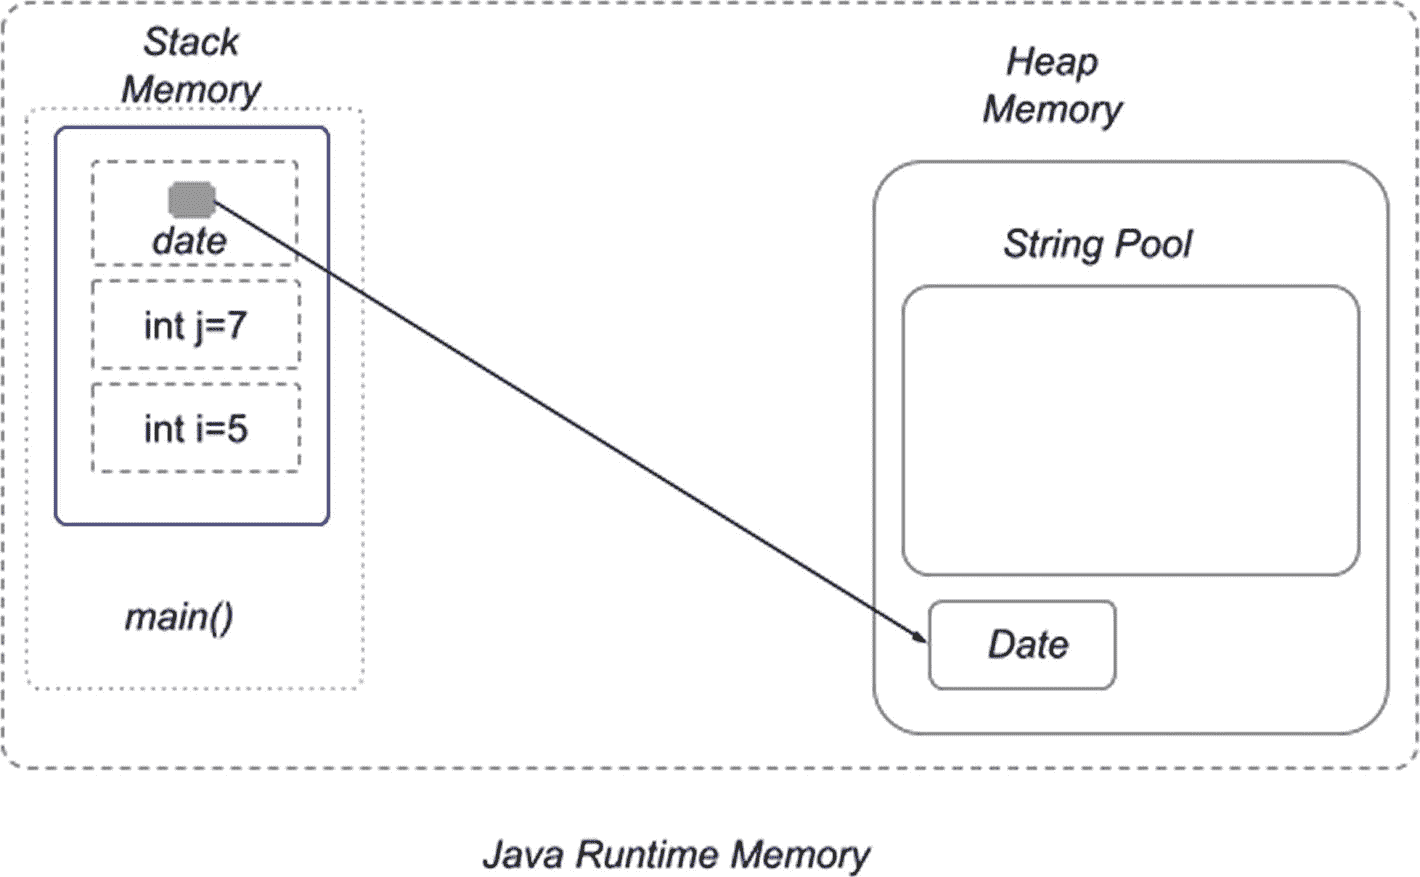 Stack
Memory
date
int j=7
int i=5
main()
Heap
Memory
String Pool
Date
Java Runtime Memory